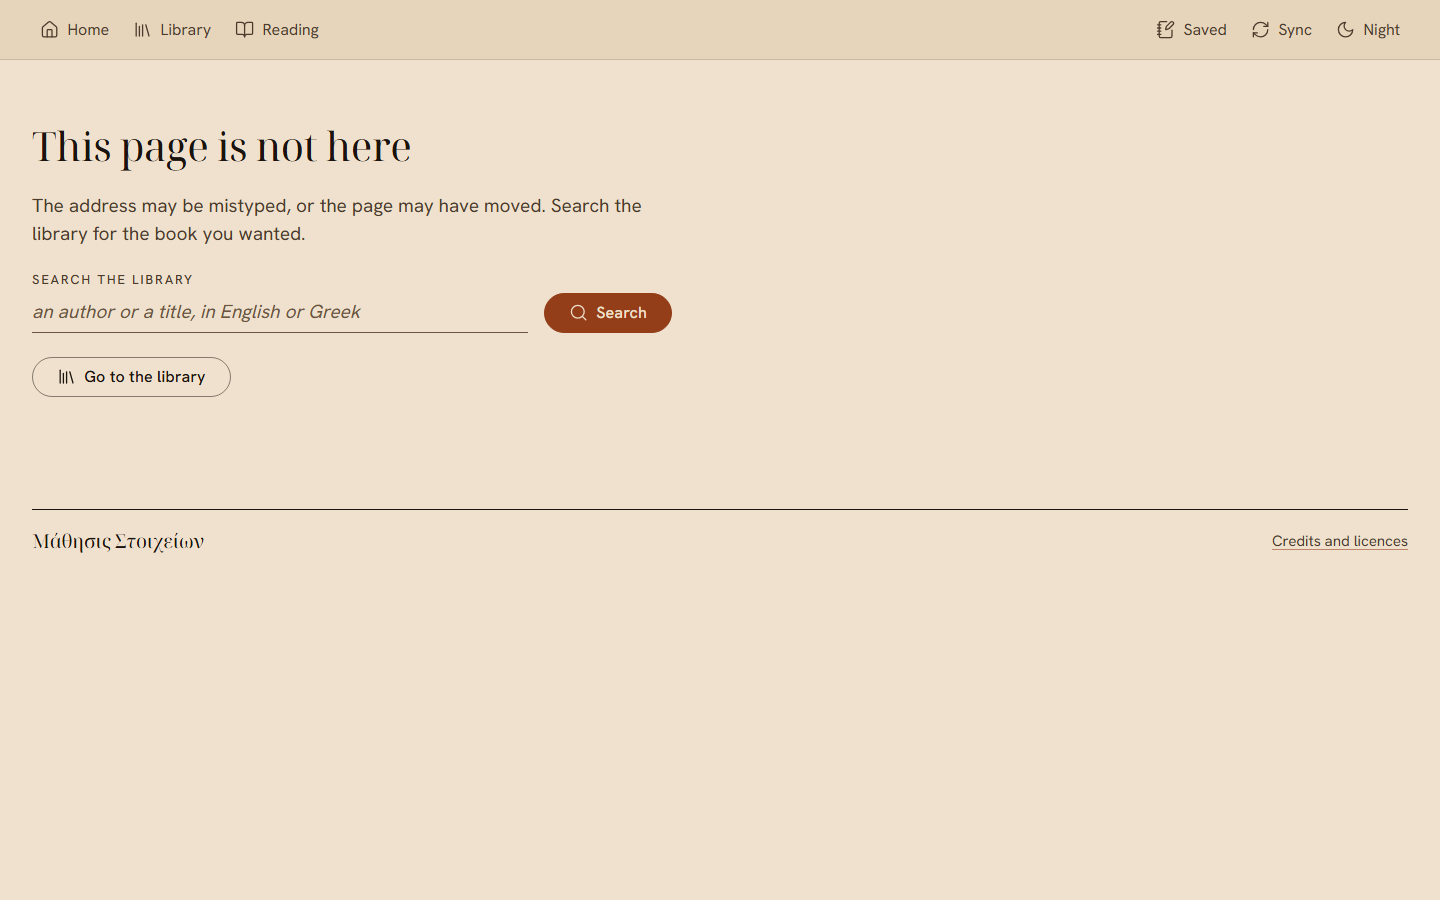 Home Library Reading Saved Sync Night
This page is not here
The address may be mistyped, or the page may have moved. Search the
library for the book you wanted.
SEARCH THE LIBRARY
an author or a title, in English or Greek
Search
Go to the library
Μάθησις Στοιχείων
Credits and licences